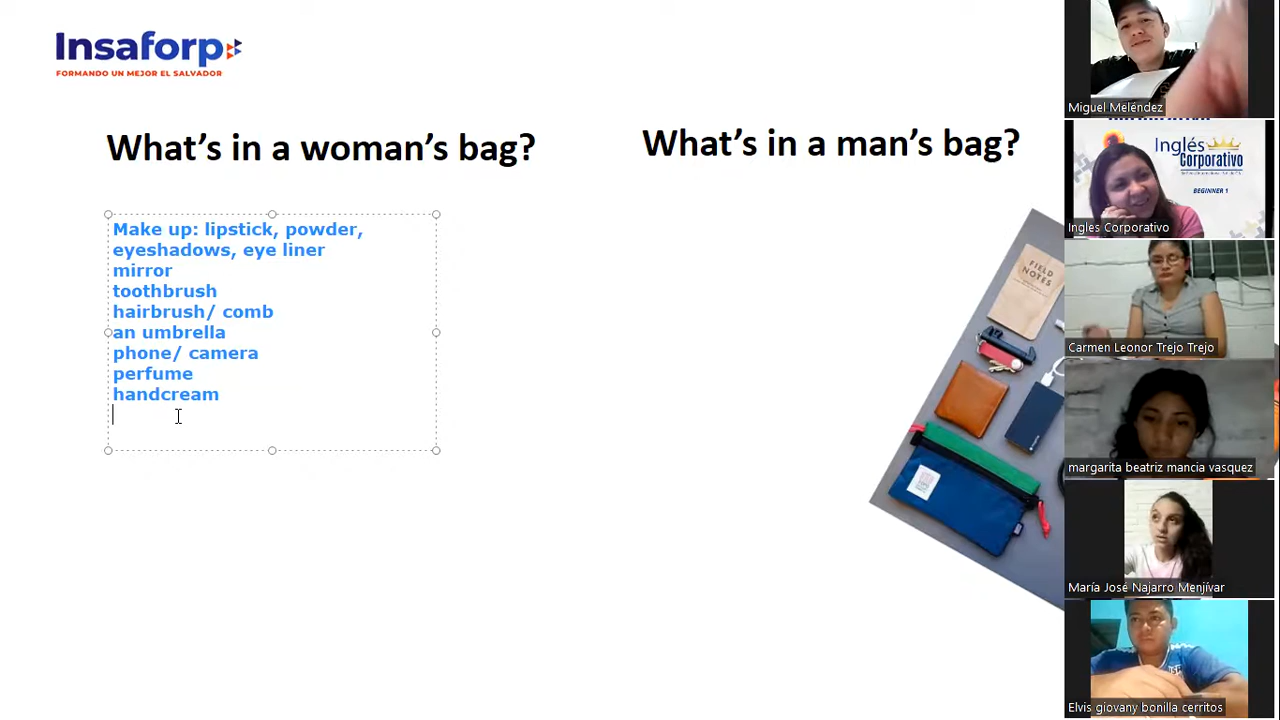 Insaforp
FORMANDO UN MEJOR EL SALVADOR
What's in a woman's bag?
What's in a man's bag?
Make up: lipstick, powder,
eyeshadows, eye liner
mirror
toothbrush
hairbrush/ comb
an umbrella
phone/ camera
perfume
handcream
FIELD
NOTES
Miguel Meléndez
Inglés
Corporativo
BEGINNER 1
Ingles Corporativo
Carmen Leonor Trejo Trejo
margarita beatriz mancia vasquez
María José Najarro Menjívar
Elvis giovany bonilla cerritos